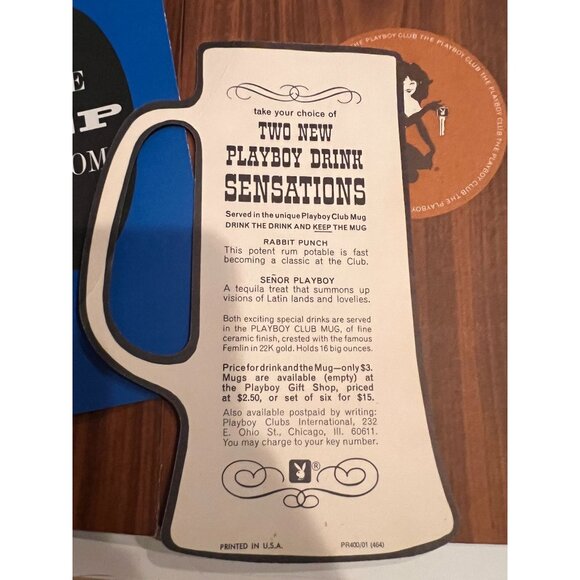 E
P
OM
THE PLAYBOY CLUB THE PLAYBOY CLUB THE PLAYBOY CLUB THE PLAYBOY
take your choice of
TWO NEW
PLAYBOY DRINK
SENSATIONS
Served in the unique Playboy Club Mug
DRINK THE DRINK AND KEEP THE MUG
RABBIT PUNCH
This potent rum potable is fast
becoming a classic at the Club.
SEÑOR PLAYBOY
A tequila treat that summons up
visions of Latin lands and lovelies.
Both exciting special drinks are served
in the PLAYBOY CLUB MUG, of fine
ceramic finish, crested with the famous
Femlin in 22K gold. Holds 16 big ounces.
Price for drink and the Mug—only $3.
Mugs are available (empty) at
the Playboy Gift Shop, priced
at $2.50, or set of six for $15.
Also available postpaid by writing:
Playboy Clubs International, 232
E. Ohio St., Chicago, Ill. 60611.
You may charge to your key number.
®
PRINTED IN U.S.A.
PR400/01 (464)